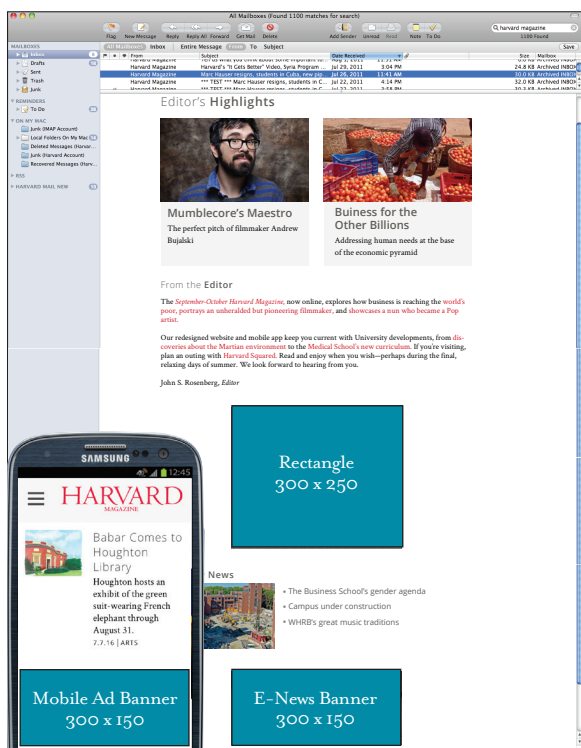 All Mailboxes (Found 1100 matches for search)
harvard magazine
Flag New Message Reply Reply All Forward Get Mail Delete Add Sender Unread Read Note To Do 1100 Found
MAILBOXES
All Mailboxes Inbox Entire Message From To Subject Save
Inbox
Drafts
Sent
Trash
Junk
REMINDERS
To Do
ON MY MAC
Junk (IMAP Account)
Local Folders On My Mac
Deleted Messages (Harvar...
Junk (Harvard Account)
Recovered Messages (Harv...
RSS
HARVARD MAIL NEW
From Subject Date Received Size Mailbox
Harvard Magazine Harvard's "It Gets Better" Video, Syria Program ... Jul 29, 2011 3:04 PM 24.8 KB Archived INBOX
Harvard Magazine Marc Hauser resigns, students in Cuba, new pip... Jul 26, 2011 11:41 AM 30.0 KB Archived INBOX
Harvard Magazine *** TEST *** Marc Hauser resigns, students in C... Jul 22, 2011 4:14 PM 32.0 KB Archived INBOX
Editor's Highlights
Mumblecore's Maestro
The perfect pitch of filmmaker Andrew
Bujalski
Buiness for the
Other Billions
Addressing human needs at the base
of the economic pyramid
From the Editor
The September-October Harvard Magazine, now online, explores how business is reaching the world's
poor, portrays an unheralded but pioneering filmmaker, and showcases a nun who became a Pop
artist.
Our redesigned website and mobile app keep you current with University developments, from dis-
coveries about the Martian environment to the Medical School's new curriculum. If you're visiting,
plan an outing with Harvard Squared. Read and enjoy when you wish—perhaps during the final,
relaxing days of summer. We look forward to hearing from you.
John S. Rosenberg, Editor
Rectangle
300 x 250
SAMSUNG
12:45
HARVARD
MAGAZINE
Babar Comes to
Houghton
Library
Houghton hosts an
exhibit of the green
suit-wearing French
elephant through
August 31.
7.7.16 | ARTS
News
• The Business School's gender agenda
• Campus under construction
• WHRB's great music traditions
Mobile Ad Banner
300 x 150
E-News Banner
300 x 150